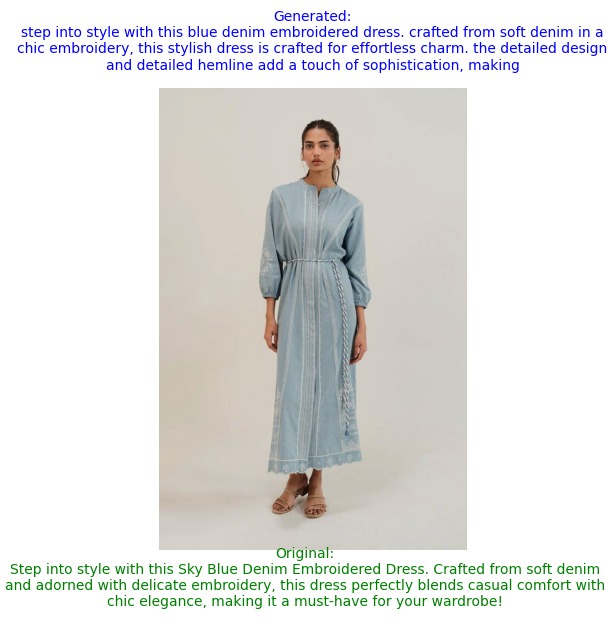 Generated:
step into style with this blue denim embroidered dress. crafted from soft denim in a
chic embroidery, this stylish dress is crafted for effortless charm. the detailed design
and detailed hemline add a touch of sophistication, making
Original:
Step into style with this Sky Blue Denim Embroidered Dress. Crafted from soft denim
and adorned with delicate embroidery, this dress perfectly blends casual comfort with
chic elegance, making it a must-have for your wardrobe!